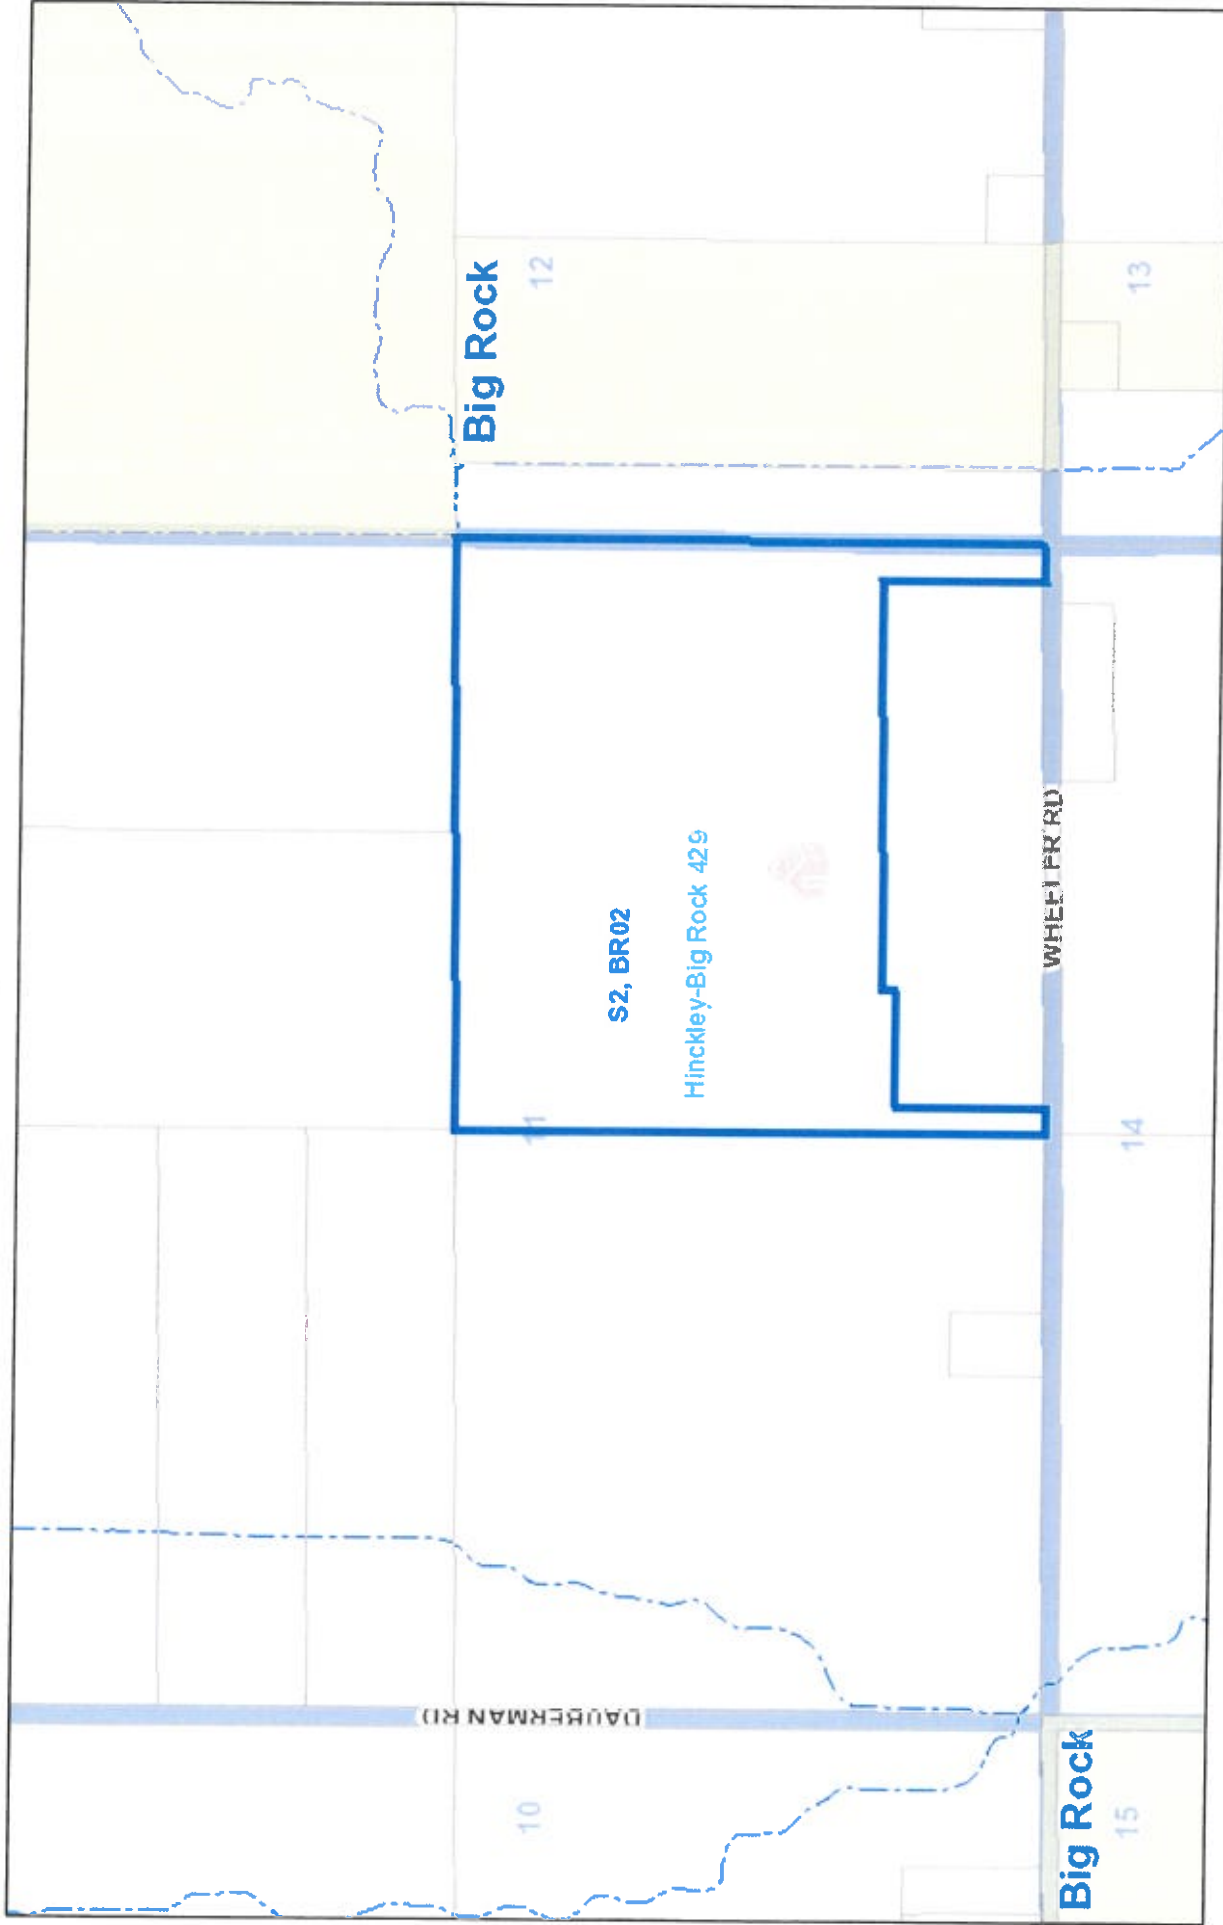 Big Rock
12
13
S2, BR02
Hinckley-Big Rock 429
WHEELER RD
11
14
DAUBERMAN RD
10
Big Rock
15